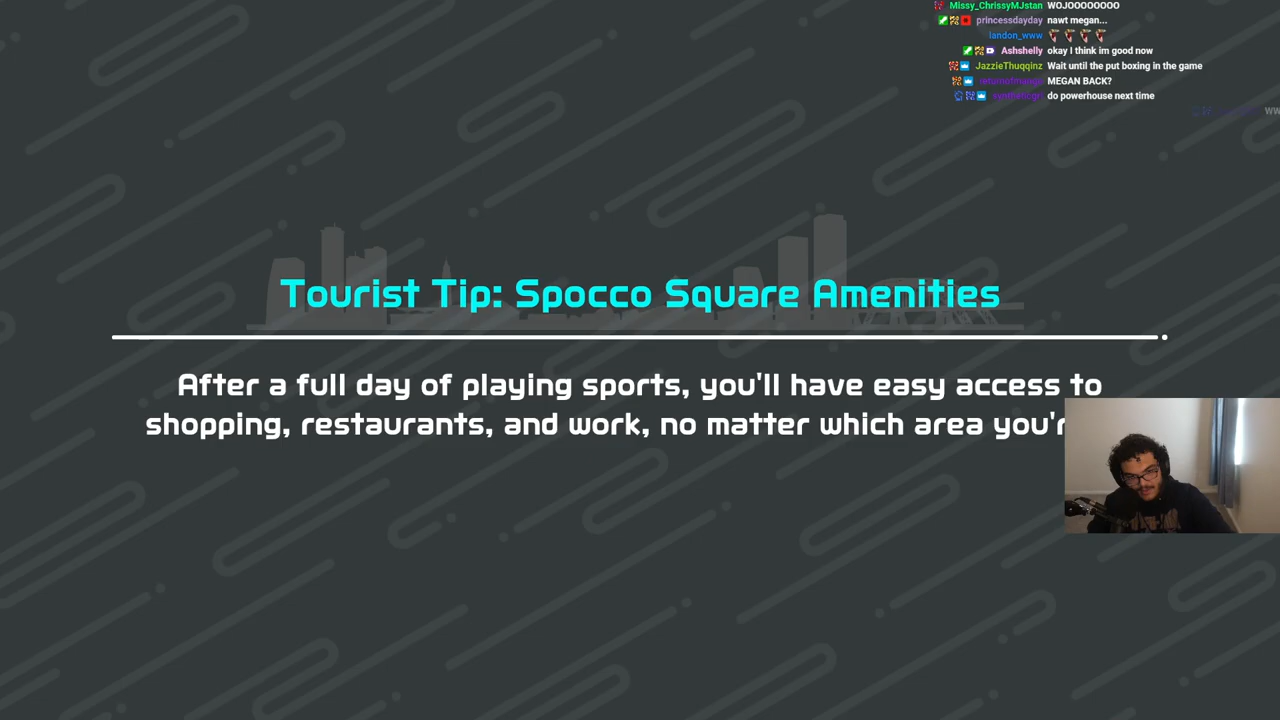 Missy_ChrissyMJstan WOJOOOOOOOO
princessdayday nawt megan...
landon_www
Ashshelly okay I think im good now
JazzieThuqqinz Wait until the put boxing in the game
MEGAN BACK?
do powerhouse next time
Tourist Tip: Spocco Square Amenities
After a full day of playing sports, you'll have easy access to
shopping, restaurants, and work, no matter which area